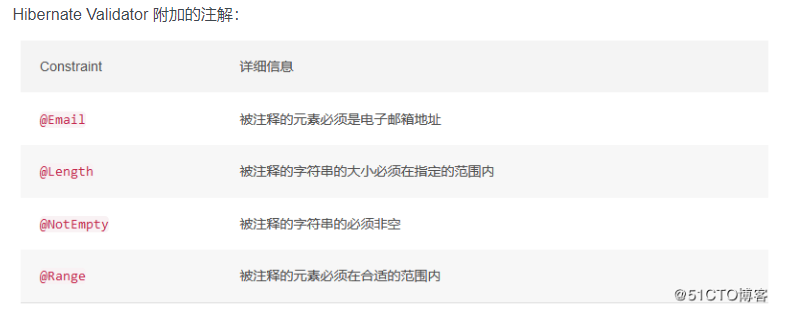 Hibernate Validator 附加的注解：
Constraint 详细信息
@Email 被注释的元素必须是电子邮箱地址
@Length 被注释的字符串的大小必须在指定的范围内
@NotEmpty 被注释的字符串的必须非空
@Range 被注释的元素必须在合适的范围内
@51CTO博客